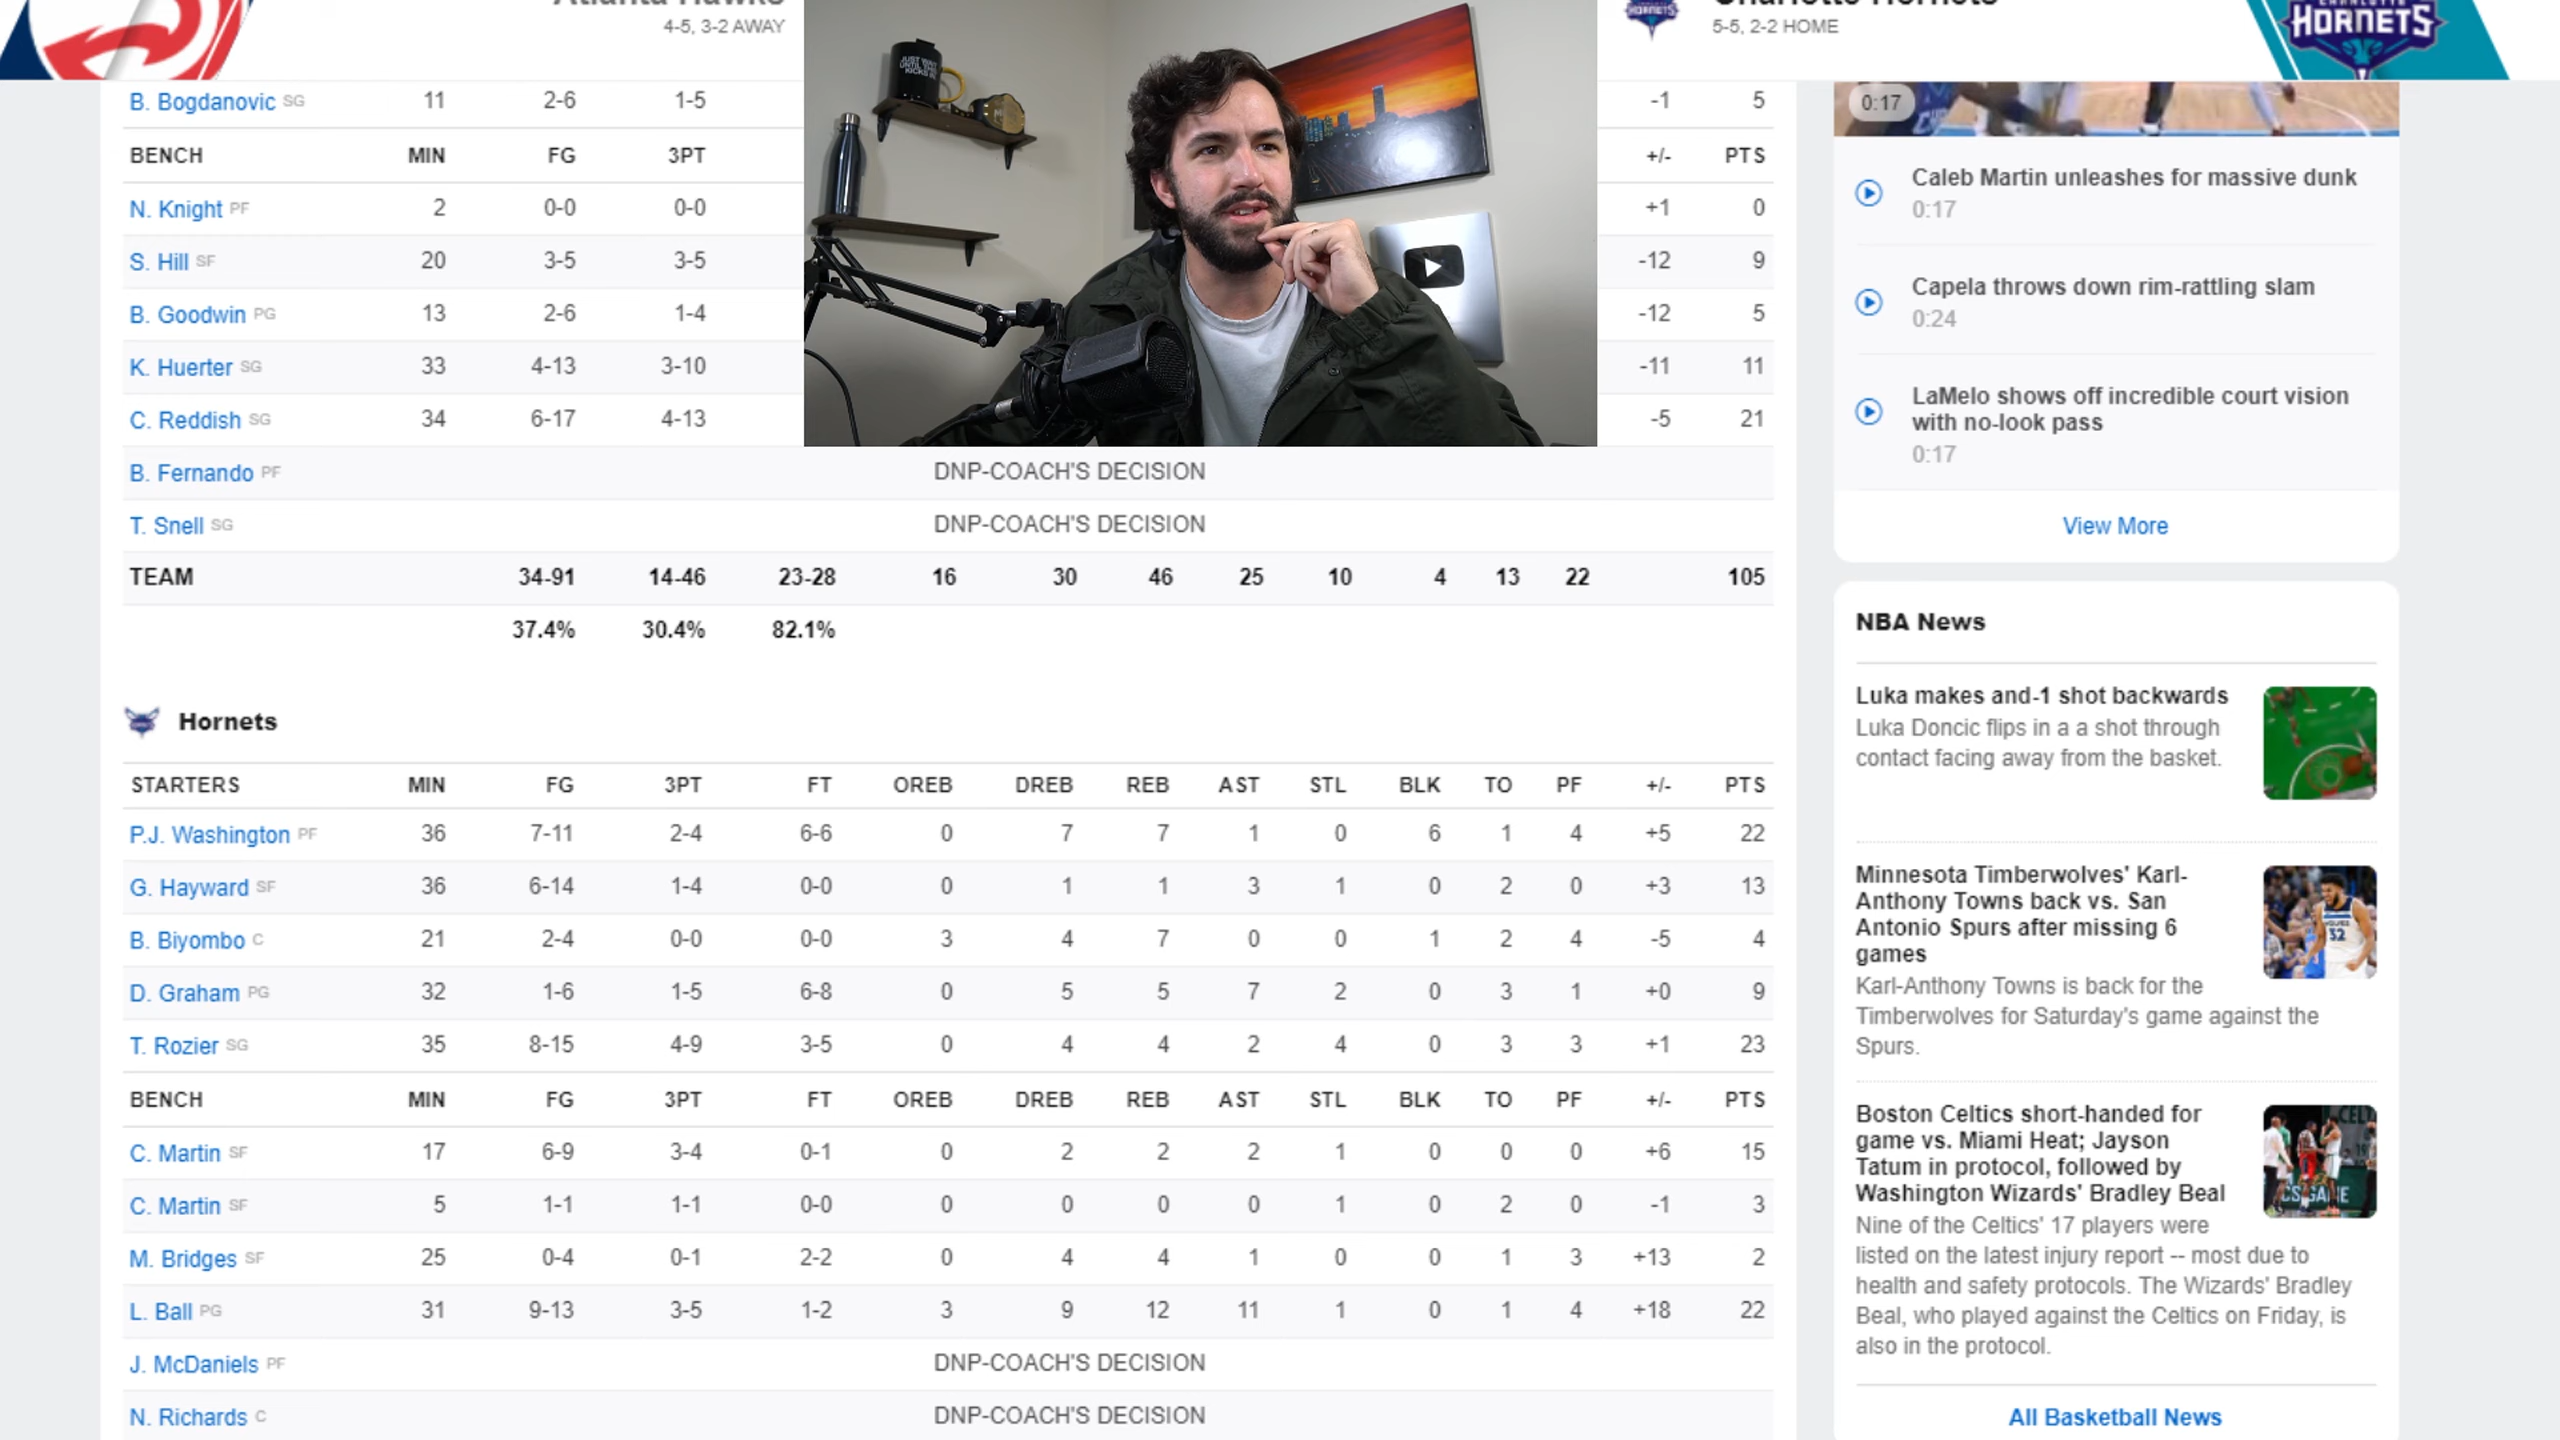 Atlanta Hawks
4-5, 3-2 AWAY
Charlotte Hornets
5-5, 2-2 HOME
HORNETS
B. Bogdanovic SG 11 2-6 1-5 -1 5
BENCH MIN FG 3PT +/- PTS
N. Knight PF 2 0-0 0-0 +1 0
S. Hill SF 20 3-5 3-5 -12 9
B. Goodwin PG 13 2-6 1-4 -12 5
K. Huerter SG 33 4-13 3-10 -11 11
C. Reddish SG 34 6-17 4-13 -5 21
B. Fernando PF DNP-COACH'S DECISION
T. Snell SG DNP-COACH'S DECISION
TEAM 34-91 14-46 23-28 16 30 46 25 10 4 13 22 105
37.4% 30.4% 82.1%
Hornets
STARTERS MIN FG 3PT FT OREB DREB REB AST STL BLK TO PF +/- PTS
P.J. Washington PF 36 7-11 2-4 6-6 0 7 7 1 0 6 1 4 +5 22
G. Hayward SF 36 6-14 1-4 0-0 0 1 1 3 1 0 2 0 +3 13
B. Biyombo C 21 2-4 0-0 0-0 3 4 7 0 0 1 2 4 -5 4
D. Graham PG 32 1-6 1-5 6-8 0 5 5 7 2 0 3 1 +0 9
T. Rozier SG 35 8-15 4-9 3-5 0 4 4 2 4 0 3 3 +1 23
BENCH MIN FG 3PT FT OREB DREB REB AST STL BLK TO PF +/- PTS
C. Martin SF 17 6-9 3-4 0-1 0 2 2 2 1 0 0 0 +6 15
C. Martin SF 5 1-1 1-1 0-0 0 0 0 0 1 0 2 0 -1 3
M. Bridges SF 25 0-4 0-1 2-2 0 4 4 1 0 0 1 3 +13 2
L. Ball PG 31 9-13 3-5 1-2 3 9 12 11 1 0 1 4 +18 22
J. McDaniels PF DNP-COACH'S DECISION
N. Richards C DNP-COACH'S DECISION
0:17
Caleb Martin unleashes for massive dunk
0:17
Capela throws down rim-rattling slam
0:24
LaMelo shows off incredible court vision
with no-look pass
0:17
View More
NBA News
Luka makes and-1 shot backwards
Luka Doncic flips in a a shot through
contact facing away from the basket.
Minnesota Timberwolves' Karl-
Anthony Towns back vs. San
Antonio Spurs after missing 6
games
Karl-Anthony Towns is back for the
Timberwolves for Saturday's game against the
Spurs.
Boston Celtics short-handed for
game vs. Miami Heat; Jayson
Tatum in protocol, followed by
Washington Wizards' Bradley Beal
Nine of the Celtics' 17 players were
listed on the latest injury report -- most due to
health and safety protocols. The Wizards' Bradley
Beal, who played against the Celtics on Friday, is
also in the protocol.
All Basketball News